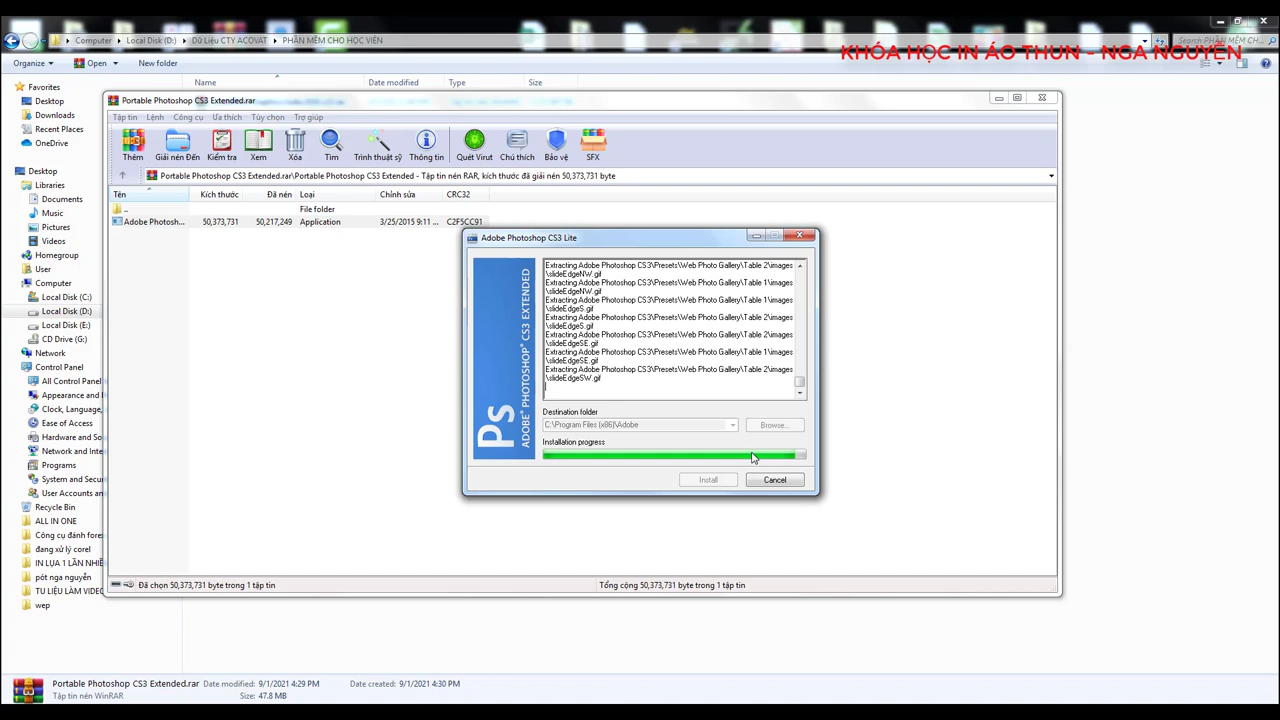 Computer ▸ Local Disk (D:) ▸ Dữ Liệu CTY ACOVAT ▸ PHẦN MỀM CHO HỌC VIÊN
KHÓA HỌC IN ÁO THUN - NGA NGUYỄN
Organize Open New folder
Name Date modified Type Size
Favorites
Desktop
Downloads
Recent Places
OneDrive
Desktop
Libraries
Documents
Music
Pictures
Videos
Homegroup
User
Computer
Local Disk (C:)
Local Disk (D:)
Local Disk (E:)
CD Drive (G:)
Network
Control Panel
All Control Panel
Appearance and
Clock, Language,
Ease of Access
Hardware and So
Network and Inte
Programs
System and Secu
User Accounts an
Recycle Bin
ALL IN ONE
Công cụ đánh fore
đang xử lý corel
IN LỤA 1 LẦN NHIỀ
pót nga nguyễn
TU LIỆU LÀM VIDEO
wep
Portable Photoshop CS3 Extended.rar
Tập tin Lệnh Công cụ Ưa thích Tùy chọn Trợ giúp
Thêm Giải nén Đến Kiểm tra Xem Xóa Tìm Trình thuật sỹ Thông tin Quét Virut Chú thích Bảo vệ SFX
Portable Photoshop CS3 Extended.rar\Portable Photoshop CS3 Extended - Tập tin nén RAR, kích thước đã giải nén 50,373,731 byte
Tên Kích thước Đã nén Loại Chỉnh sửa CRC32
.. File folder
Adobe Photosh... 50,373,731 50,217,249 Application 3/25/2015 9:11 ... C2F5CC91
Adobe Photoshop CS3 Lite
Ps ADOBE® PHOTOSHOP® CS3 EXTENDED
Extracting Adobe Photoshop CS3\Presets\Web Photo Gallery\Table 2\images
\slideEdgeNW.gif
Extracting Adobe Photoshop CS3\Presets\Web Photo Gallery\Table 1\images
\slideEdgeNW.gif
Extracting Adobe Photoshop CS3\Presets\Web Photo Gallery\Table 1\images
\slideEdgeS.gif
Extracting Adobe Photoshop CS3\Presets\Web Photo Gallery\Table 2\images
\slideEdgeS.gif
Extracting Adobe Photoshop CS3\Presets\Web Photo Gallery\Table 2\images
\slideEdgeSE.gif
Extracting Adobe Photoshop CS3\Presets\Web Photo Gallery\Table 1\images
\slideEdgeSE.gif
Extracting Adobe Photoshop CS3\Presets\Web Photo Gallery\Table 2\images
\slideEdgeSW.gif
Destination folder
C:\Program Files (x86)\Adobe Browse...
Installation progress
Install Cancel
Đã chọn 50,373,731 byte trong 1 tập tin Tổng cộng 50,373,731 byte trong 1 tập tin
Portable Photoshop CS3 Extended.rar Date modified: 9/1/2021 4:29 PM Date created: 9/1/2021 4:30 PM
Tập tin nén WinRAR Size: 47.8 MB